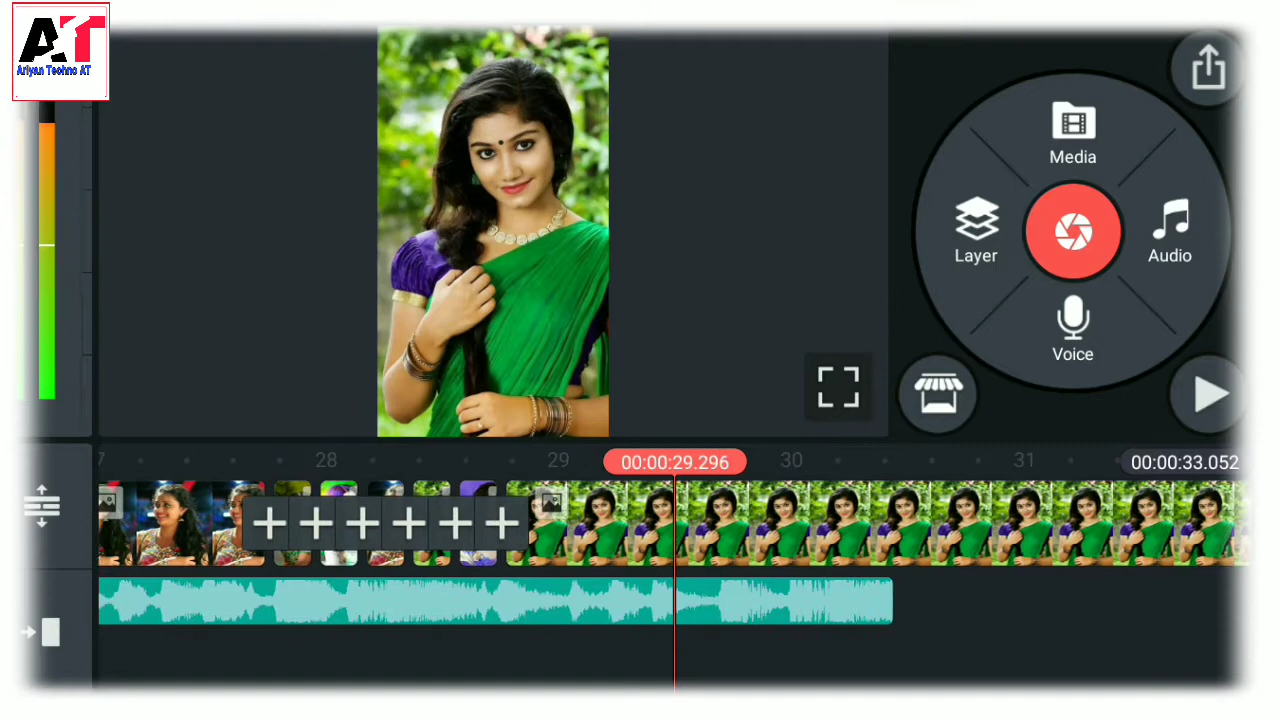 AT
Ariyan Techno AT
Media
Layer
Audio
Voice
7
28
29
00:00:29.296
30
31
00:00:33.052